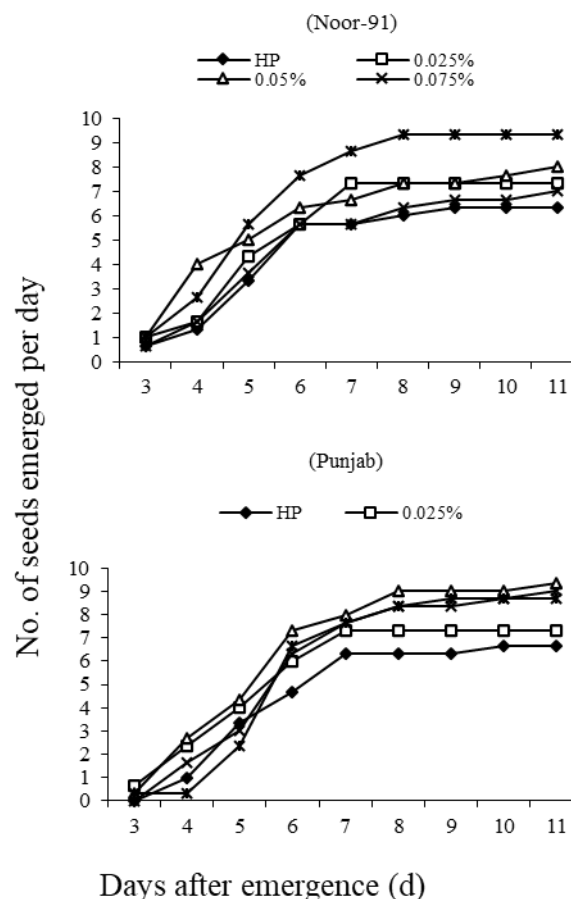 (Noor-91)
HP 0.025%
0.05% 0.075%
10
9
8
7
6
5
4
3
2
1
0
3 4 5 6 7 8 9 10 11
No. of seeds emerged per day
(Punjab)
HP 0.025%
10
9
8
7
6
5
4
3
2
1
0
3 4 5 6 7 8 9 10 11
Days after emergence (d)